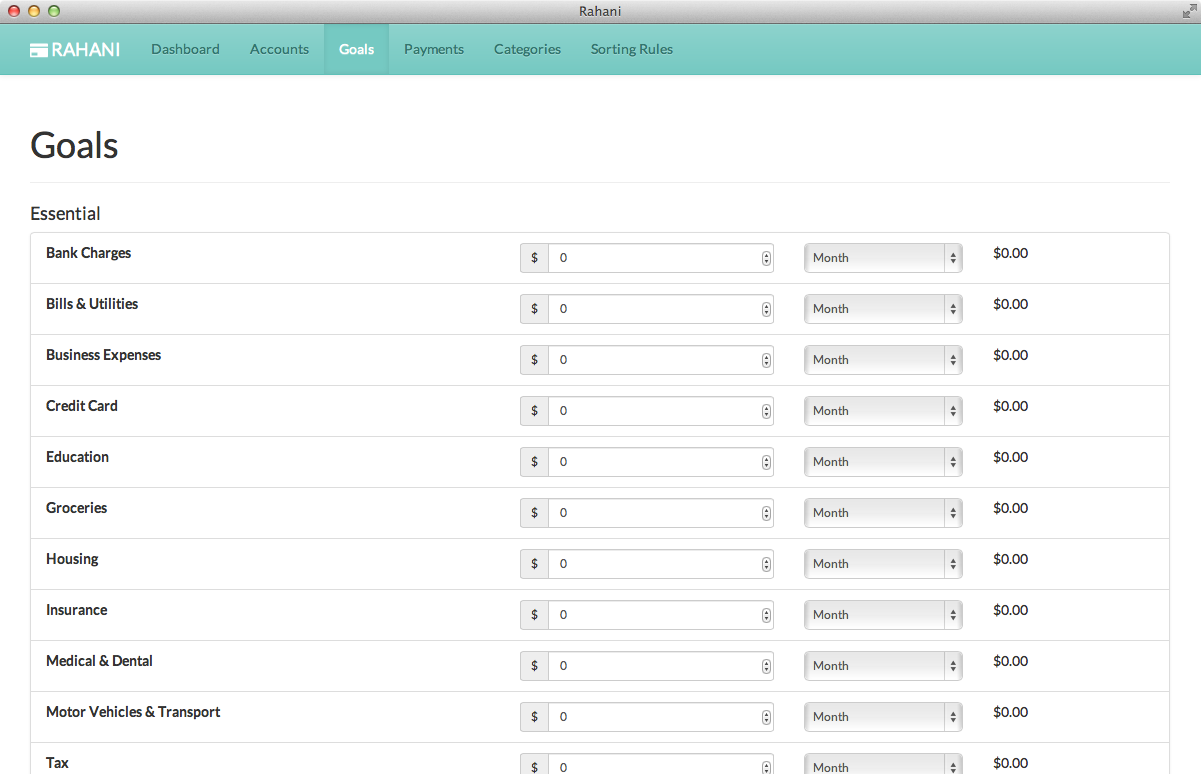 Rahani
RAHANI Dashboard Accounts Goals Payments Categories Sorting Rules
Goals
Essential
Bank Charges $ 0 Month $0.00
Bills & Utilities $ 0 Month $0.00
Business Expenses $ 0 Month $0.00
Credit Card $ 0 Month $0.00
Education $ 0 Month $0.00
Groceries $ 0 Month $0.00
Housing $ 0 Month $0.00
Insurance $ 0 Month $0.00
Medical & Dental $ 0 Month $0.00
Motor Vehicles & Transport $ 0 Month $0.00
Tax $ 0 Month $0.00